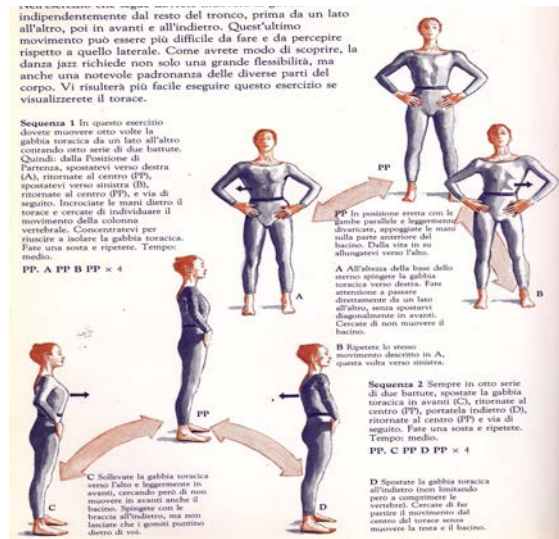 indipendentemente dal resto del tronco, prima da un lato
all'altro, poi in avanti e all'indietro. Quest'ultimo
movimento può essere più difficile da fare e da percepire
rispetto a quello laterale. Come avrete modo di scoprire, la
danza jazz richiede non solo una grande flessibilità, ma
anche una notevole padronanza delle diverse parti del
corpo. Vi risulterà più facile eseguire questo esercizio se
visualizzerete il torace.
Sequenza 1 In questo esercizio
dovete muovere otto volte la
gabbia toracica da un lato all'altro
contando otto serie di due battute.
Quindi: dalla Posizione di
Partenza, spostatevi verso destra
(A), ritornate al centro (PP),
spostatevi verso sinistra (B),
ritornate al centro (PP), e via di
seguito. Incrociate le mani dietro il
torace e cercate di individuare il
movimento della colonna
vertebrale. Concentratevi per
riuscire a isolare la gabbia toracica.
Fate una sosta e ripetete. Tempo:
medio.
PP. A PP B PP × 4
A
PP
B
PP In posizione eretta con le
gambe parallele e leggermente
divaricate, appoggiate le mani
sulla parte anteriore del
bacino. Dalla vita in su
allungatevi verso l'alto.
A All'altezza della base dello
sterno spingete la gabbia
toracica verso destra. Fate
attenzione a passare
direttamente da un lato
all'altro, senza spostarvi
diagonalmente in avanti.
Cercate di non muovere il
bacino.
B Ripetete lo stesso
movimento descritto in A,
questa volta verso sinistra.
Sequenza 2 Sempre in otto serie
di due battute, spostate la gabbia
toracica in avanti (C), ritornate al
centro (PP), portatela indietro (D),
ritornate al centro (PP) e via di
seguito. Fate una sosta e ripetete.
Tempo: medio.
PP. C PP D PP × 4
C
PP
D
C Sollevate la gabbia toracica
verso l'alto e leggermente in
avanti, cercando però di non
muovere in avanti anche il
bacino. Spingete con le
braccia all'indietro, ma non
lasciate che i gomiti puntino
dietro di voi.
D Spostate la gabbia toracica
all'indietro (non limitando
però a comprimere le
vertebre). Cercate di far
partire il movimento dal
centro del torace senza
muovere la testa e il bacino.